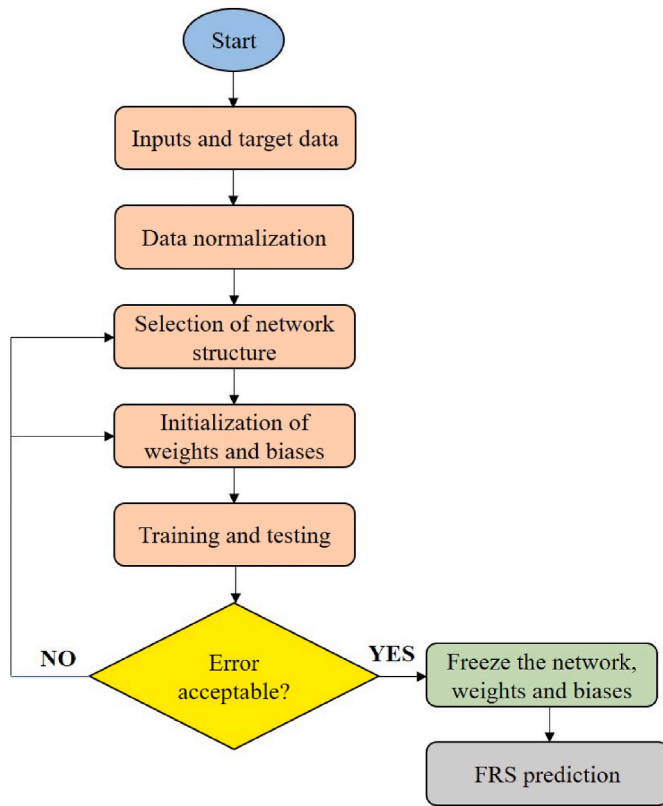 Start
Inputs and target data
Data normalization
Selection of network
structure
Initialization of
weights and biases
Training and testing
NO
Error
acceptable?
YES
Freeze the network,
weights and biases
FRS prediction